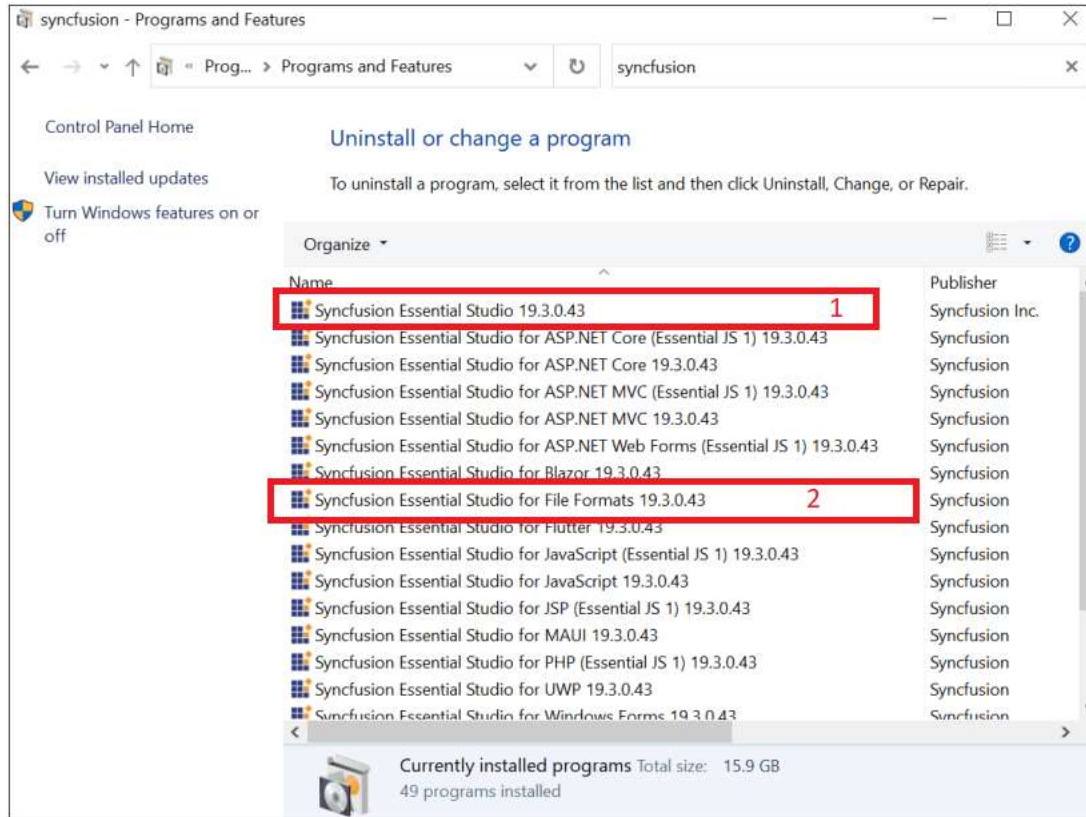 syncfusion - Programs and Features
« Prog... > Programs and Features
syncfusion
Control Panel Home
View installed updates
Turn Windows features on or
off
Uninstall or change a program
To uninstall a program, select it from the list and then click Uninstall, Change, or Repair.
Organize
Name Publisher
Syncfusion Essential Studio 19.3.0.43 1 Syncfusion Inc.
Syncfusion Essential Studio for ASP.NET Core (Essential JS 1) 19.3.0.43 Syncfusion
Syncfusion Essential Studio for ASP.NET Core 19.3.0.43 Syncfusion
Syncfusion Essential Studio for ASP.NET MVC (Essential JS 1) 19.3.0.43 Syncfusion
Syncfusion Essential Studio for ASP.NET MVC 19.3.0.43 Syncfusion
Syncfusion Essential Studio for ASP.NET Web Forms (Essential JS 1) 19.3.0.43 Syncfusion
Syncfusion Essential Studio for Blazor 19.3.0.43 Syncfusion
Syncfusion Essential Studio for File Formats 19.3.0.43 2 Syncfusion
Syncfusion Essential Studio for Flutter 19.3.0.43 Syncfusion
Syncfusion Essential Studio for JavaScript (Essential JS 1) 19.3.0.43 Syncfusion
Syncfusion Essential Studio for JavaScript 19.3.0.43 Syncfusion
Syncfusion Essential Studio for JSP (Essential JS 1) 19.3.0.43 Syncfusion
Syncfusion Essential Studio for MAUI 19.3.0.43 Syncfusion
Syncfusion Essential Studio for PHP (Essential JS 1) 19.3.0.43 Syncfusion
Syncfusion Essential Studio for UWP 19.3.0.43 Syncfusion
Syncfusion Essential Studio for Windows Forms 19.3.0.43 Syncfusion
Currently installed programs Total size: 15.9 GB
49 programs installed